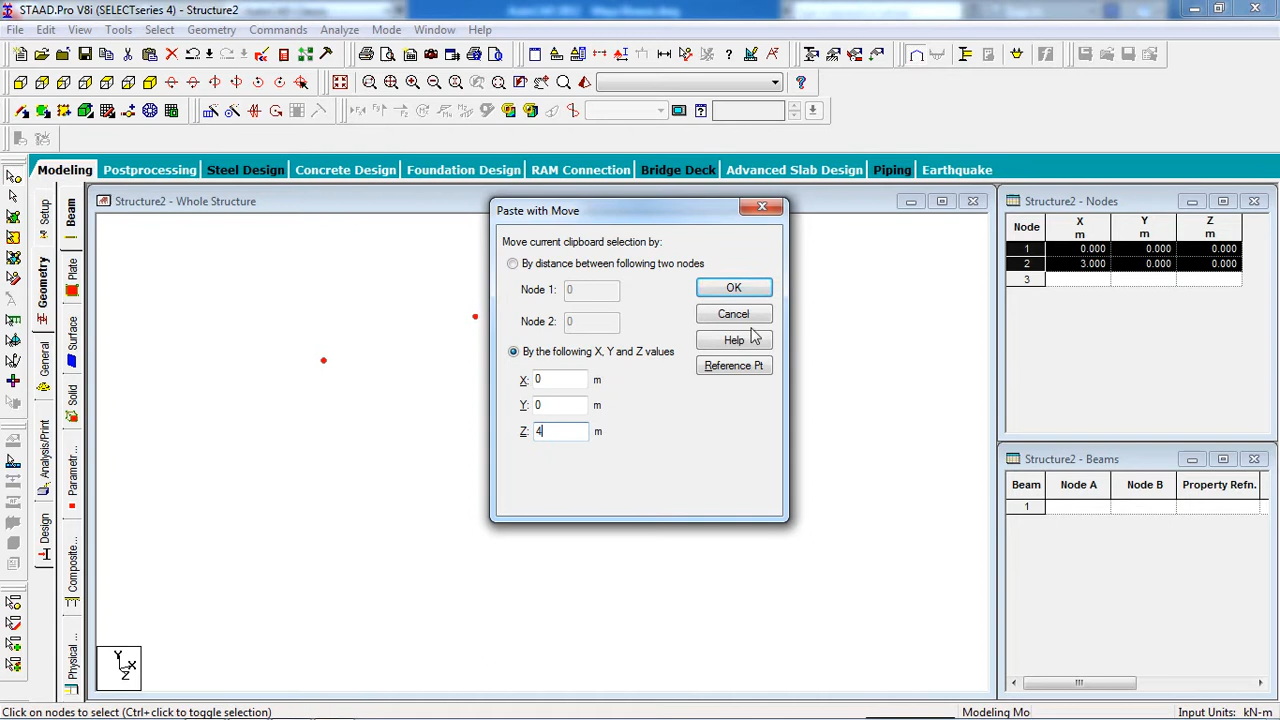 STAAD.Pro V8i (SELECTseries 4) - Structure2
File Edit View Tools Select Geometry Commands Analyze Mode Window Help
Modeling Postprocessing Steel Design Concrete Design Foundation Design RAM Connection Bridge Deck Advanced Slab Design Piping Earthquake
Setup
Geometry
General
Analysis/Print
Design
Beam
Plate
Surface
Solid
Parametr...
Composite...
Physical ...
Structure2 - Whole Structure
Y
X
Z
Paste with Move
Move current clipboard selection by:
By distance between following two nodes
Node 1: 0
Node 2: 0
By the following X, Y and Z values
X: 0 m
Y: 0 m
Z: 4 m
OK
Cancel
Help
Reference Pt
Structure2 - Nodes
Node X m Y m Z m
1 0.000 0.000 0.000
2 3.000 0.000 0.000
3
Structure2 - Beams
Beam Node A Node B Property Refn.
1
Click on nodes to select (Ctrl+click to toggle selection)
Modeling Mo
Input Units: kN-m